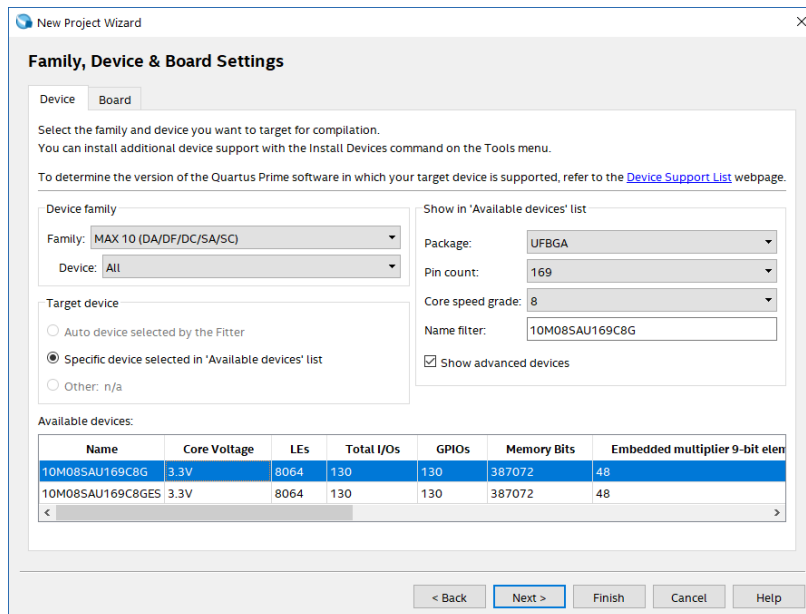 New Project Wizard
Family, Device & Board Settings
Device Board
Select the family and device you want to target for compilation.
You can install additional device support with the Install Devices command on the Tools menu.
To determine the version of the Quartus Prime software in which your target device is supported, refer to the Device Support List webpage.
Device family
Family: MAX 10 (DA/DF/DC/SA/SC)
Device: All
Target device
Auto device selected by the Fitter
Specific device selected in 'Available devices' list
Other: n/a
Show in 'Available devices' list
Package: UFBGA
Pin count: 169
Core speed grade: 8
Name filter: 10M08SAU169C8G
Show advanced devices
Available devices:
Name Core Voltage LEs Total I/Os GPIOs Memory Bits Embedded multiplier 9-bit elem
10M08SAU169C8G 3.3V 8064 130 130 387072 48
10M08SAU169C8GES 3.3V 8064 130 130 387072 48
< Back Next > Finish Cancel Help